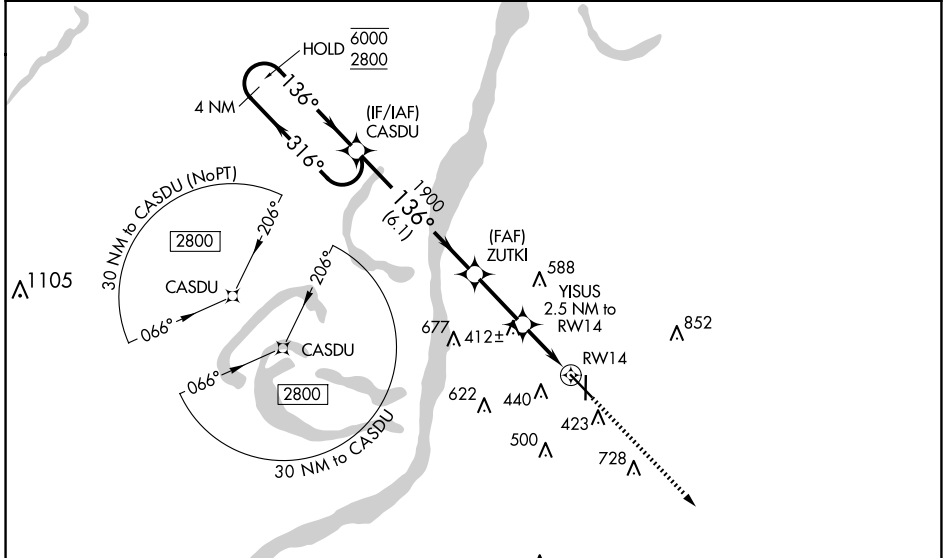 HOLD 6000
2800
136°
4 NM
(IF/IAF)
CASDU
316°
1900
136°
(6.1)
30 NM to CASDU (NoPT)
206°
2800
CASDU
066°
1105
(FAF)
ZUTKI
588
YISUS
2.5 NM to
RW14
206°
CASDU
066°
2800
30 NM to CASDU
677
412±
852
RW14
622
440
423
500
728